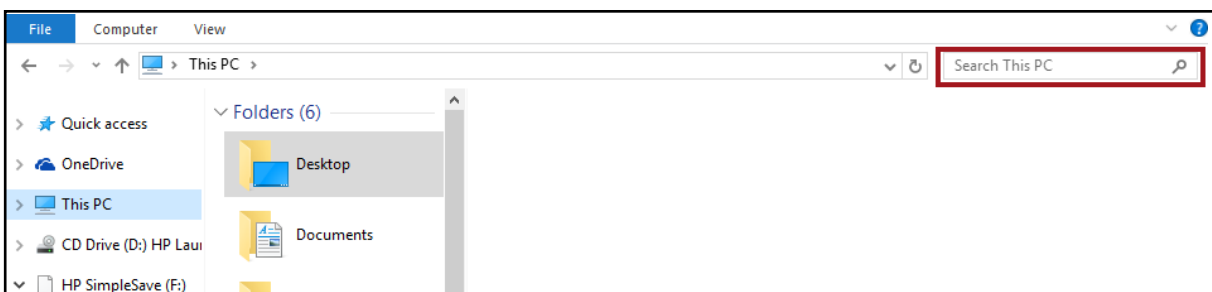 File Computer View
This PC
Search This PC
Quick access
OneDrive
This PC
CD Drive (D:) HP Lau
HP SimpleSave (F:)
Folders (6)
Desktop
Documents